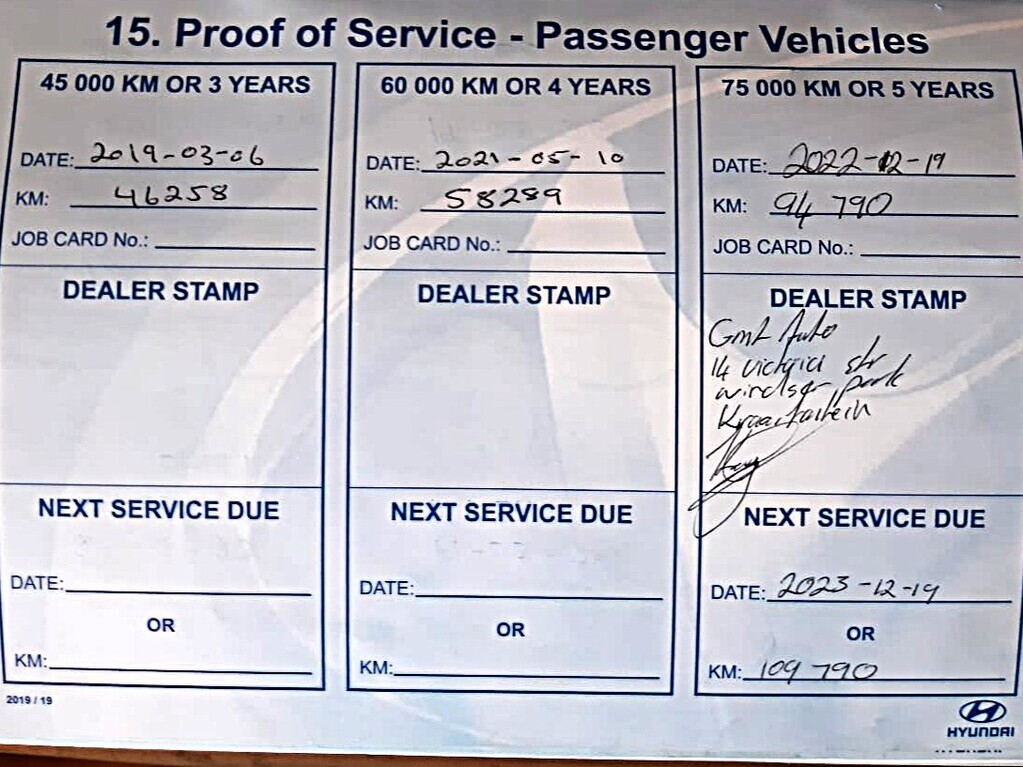 15. Proof of Service - Passenger Vehicles
45 000 KM OR 3 YEARS
DATE: 2019-03-06
KM: 46258
JOB CARD No.:
DEALER STAMP
NEXT SERVICE DUE
DATE:
OR
KM:
60 000 KM OR 4 YEARS
DATE: 2021-05-10
KM: 58289
JOB CARD No.:
DEALER STAMP
NEXT SERVICE DUE
DATE:
OR
KM:
75 000 KM OR 5 YEARS
DATE: 2022-12-19
KM: 94 790
JOB CARD No.:
DEALER STAMP
Gmt Auto
14 victoria str
windsor park
Kraaifontein
NEXT SERVICE DUE
DATE: 2023-12-19
OR
KM: 109 790
2019 / 19
HYUNDAI